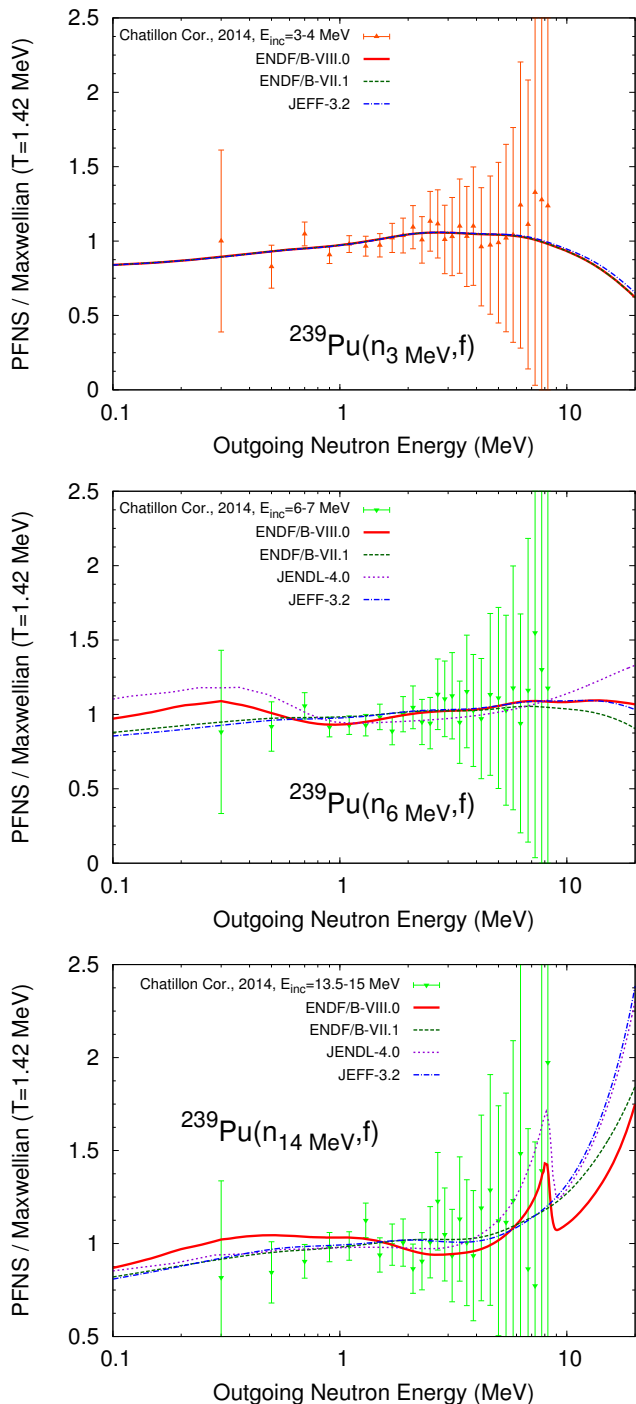 Chatillon Cor., 2014, E_inc=3-4 MeV
ENDF/B-VIII.0
ENDF/B-VII.1
JEFF-3.2
PFNS / Maxwellian (T=1.42 MeV)
2.5
2
1.5
1
0.5
0
²³⁹Pu(n_3 MeV,f)
0.1 1 10
Outgoing Neutron Energy (MeV)
Chatillon Cor., 2014, E_inc=6-7 MeV
ENDF/B-VIII.0
ENDF/B-VII.1
JENDL-4.0
JEFF-3.2
PFNS / Maxwellian (T=1.42 MeV)
2.5
2
1.5
1
0.5
0
²³⁹Pu(n_6 MeV,f)
0.1 1 10
Outgoing Neutron Energy (MeV)
Chatillon Cor., 2014, E_inc=13.5-15 MeV
ENDF/B-VIII.0
ENDF/B-VII.1
JENDL-4.0
JEFF-3.2
PFNS / Maxwellian (T=1.42 MeV)
2.5
2
1.5
1
0.5
²³⁹Pu(n_14 MeV,f)
0.1 1 10
Outgoing Neutron Energy (MeV)